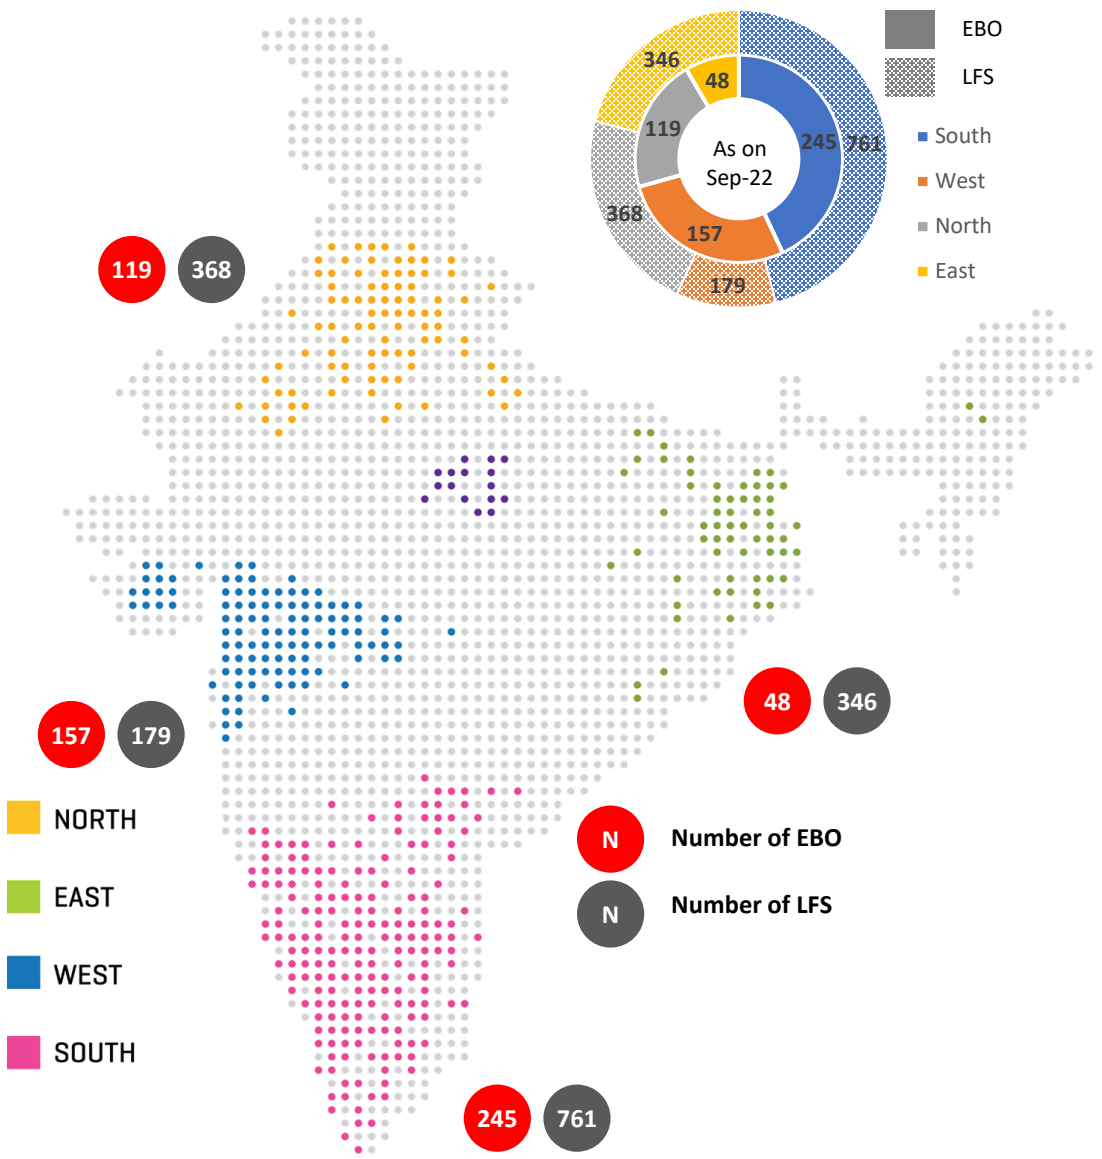 EBO
LFS
346
48
119
245
761
As on
Sep-22
368
157
179
South
West
North
East
119 368
48 346
157 179
NORTH
EAST
WEST
SOUTH
N Number of EBO
N Number of LFS
245 761